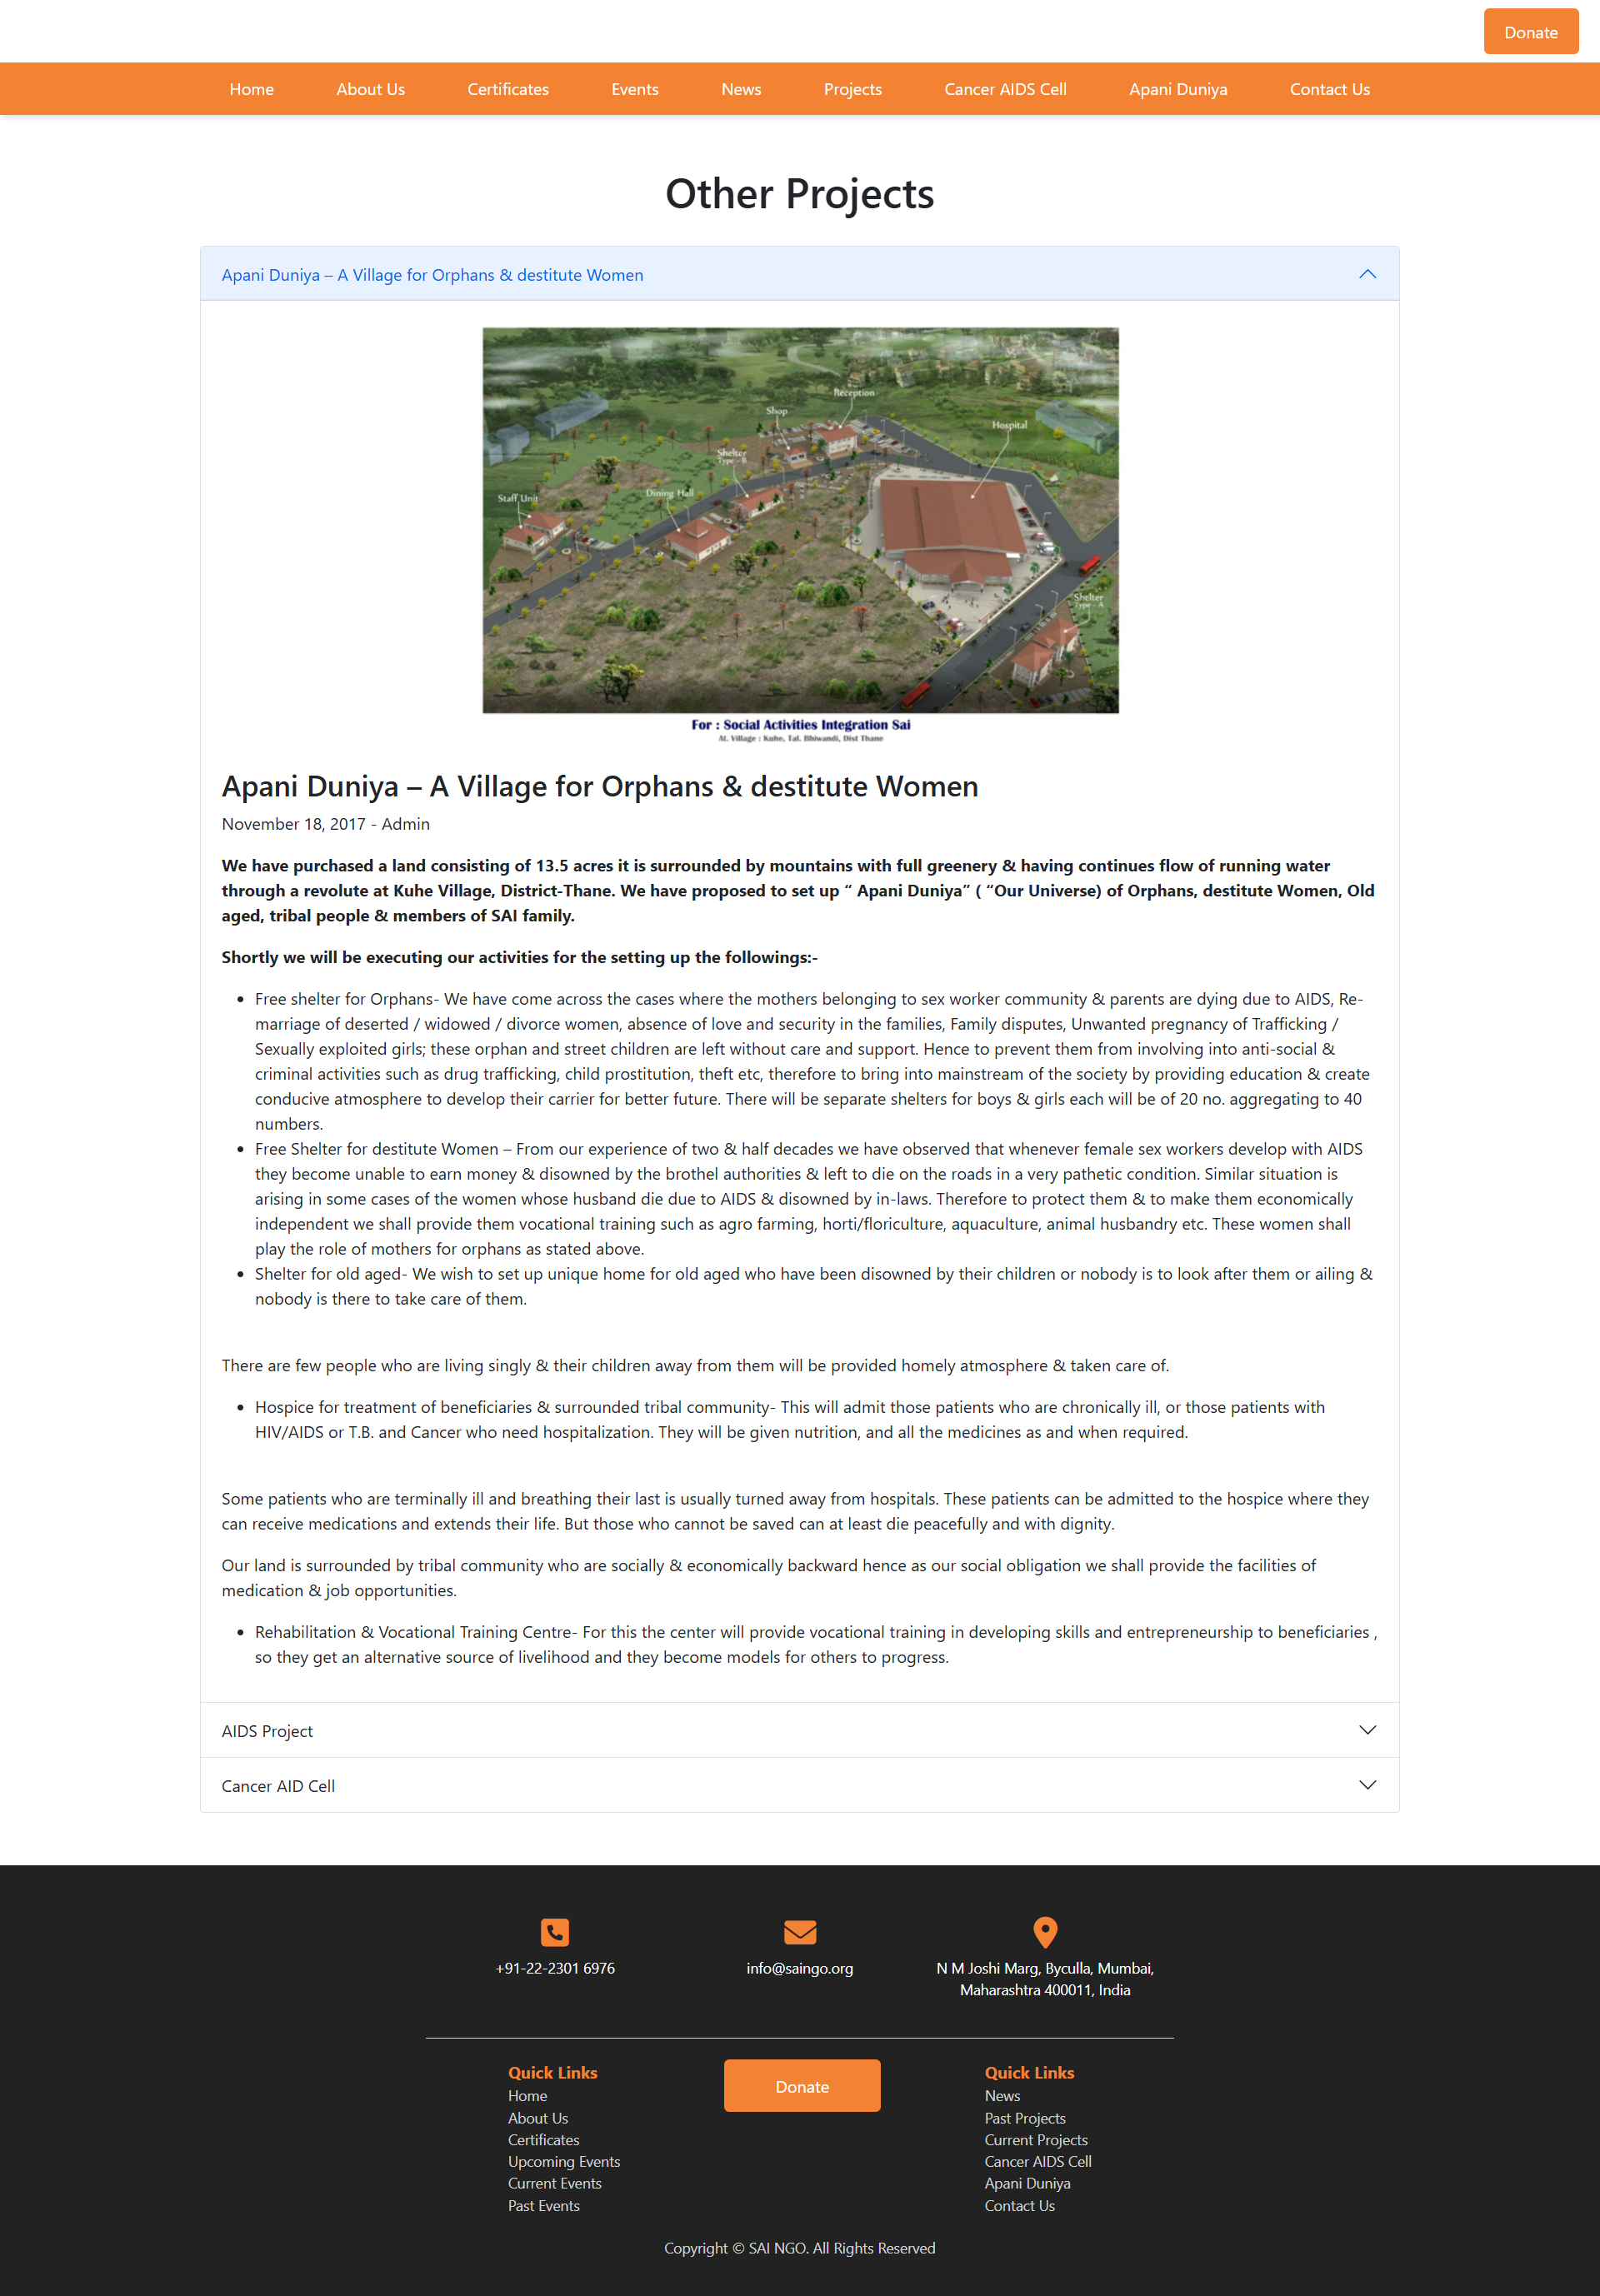 Donate
Home About Us Certificates Events News Projects Cancer AIDS Cell Apani Duniya Contact Us
Other Projects
Apani Duniya – A Village for Orphans & destitute Women
Reception
Shop
Hospital
Shelter
Type - B
Dining Hall
Staff Unit
Shelter
Type - A
For : Social Activities Integration Sai
At. Village : Kuhe, Tal. Bhiwandi, Dist Thane
Apani Duniya – A Village for Orphans & destitute Women
November 18, 2017 - Admin
We have purchased a land consisting of 13.5 acres it is surrounded by mountains with full greenery & having continues flow of running water
through a revolute at Kuhe Village, District-Thane. We have proposed to set up “ Apani Duniya” ( “Our Universe) of Orphans, destitute Women, Old
aged, tribal people & members of SAI family.
Shortly we will be executing our activities for the setting up the followings:-
• Free shelter for Orphans- We have come across the cases where the mothers belonging to sex worker community & parents are dying due to AIDS, Re-
marriage of deserted / widowed / divorce women, absence of love and security in the families, Family disputes, Unwanted pregnancy of Trafficking /
Sexually exploited girls; these orphan and street children are left without care and support. Hence to prevent them from involving into anti-social &
criminal activities such as drug trafficking, child prostitution, theft etc, therefore to bring into mainstream of the society by providing education & create
conducive atmosphere to develop their carrier for better future. There will be separate shelters for boys & girls each will be of 20 no. aggregating to 40
numbers.
• Free Shelter for destitute Women – From our experience of two & half decades we have observed that whenever female sex workers develop with AIDS
they become unable to earn money & disowned by the brothel authorities & left to die on the roads in a very pathetic condition. Similar situation is
arising in some cases of the women whose husband die due to AIDS & disowned by in-laws. Therefore to protect them & to make them economically
independent we shall provide them vocational training such as agro farming, horti/floriculture, aquaculture, animal husbandry etc. These women shall
play the role of mothers for orphans as stated above.
• Shelter for old aged- We wish to set up unique home for old aged who have been disowned by their children or nobody is to look after them or ailing &
nobody is there to take care of them.
There are few people who are living singly & their children away from them will be provided homely atmosphere & taken care of.
• Hospice for treatment of beneficiaries & surrounded tribal community- This will admit those patients who are chronically ill, or those patients with
HIV/AIDS or T.B. and Cancer who need hospitalization. They will be given nutrition, and all the medicines as and when required.
Some patients who are terminally ill and breathing their last is usually turned away from hospitals. These patients can be admitted to the hospice where they
can receive medications and extends their life. But those who cannot be saved can at least die peacefully and with dignity.
Our land is surrounded by tribal community who are socially & economically backward hence as our social obligation we shall provide the facilities of
medication & job opportunities.
• Rehabilitation & Vocational Training Centre- For this the center will provide vocational training in developing skills and entrepreneurship to beneficiaries ,
so they get an alternative source of livelihood and they become models for others to progress.
AIDS Project
Cancer AID Cell
+91-22-2301 6976
info@saingo.org
N M Joshi Marg, Byculla, Mumbai,
Maharashtra 400011, India
Quick Links
Home
About Us
Certificates
Upcoming Events
Current Events
Past Events
Donate
Quick Links
News
Past Projects
Current Projects
Cancer AIDS Cell
Apani Duniya
Contact Us
Copyright © SAI NGO. All Rights Reserved